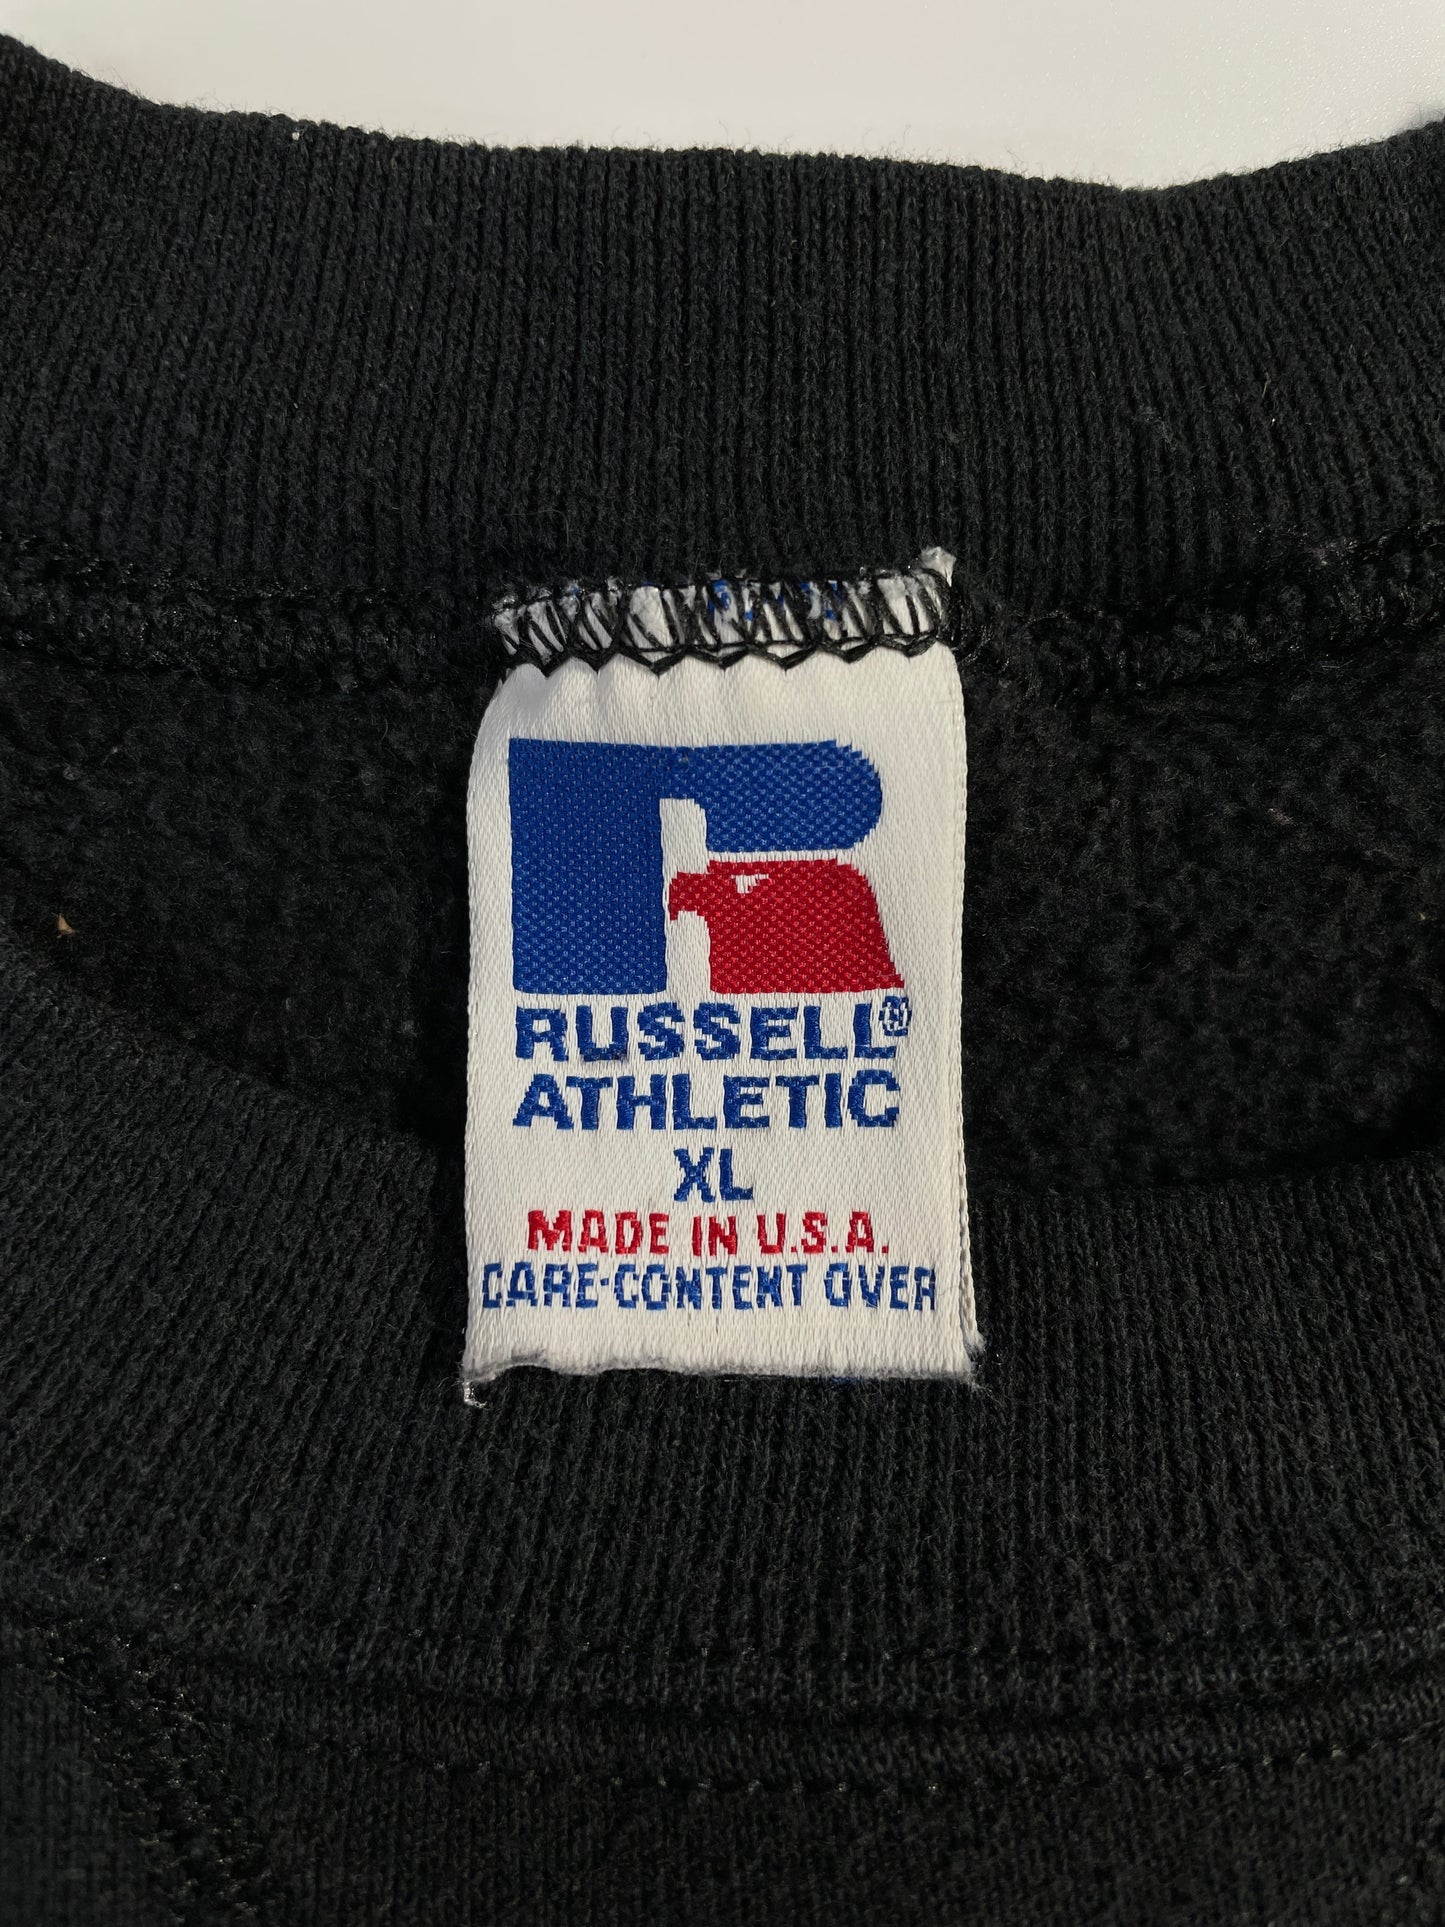 R
RUSSELL®
ATHLETIC
XL
MADE IN U.S.A.
CARE-CONTENT OVER